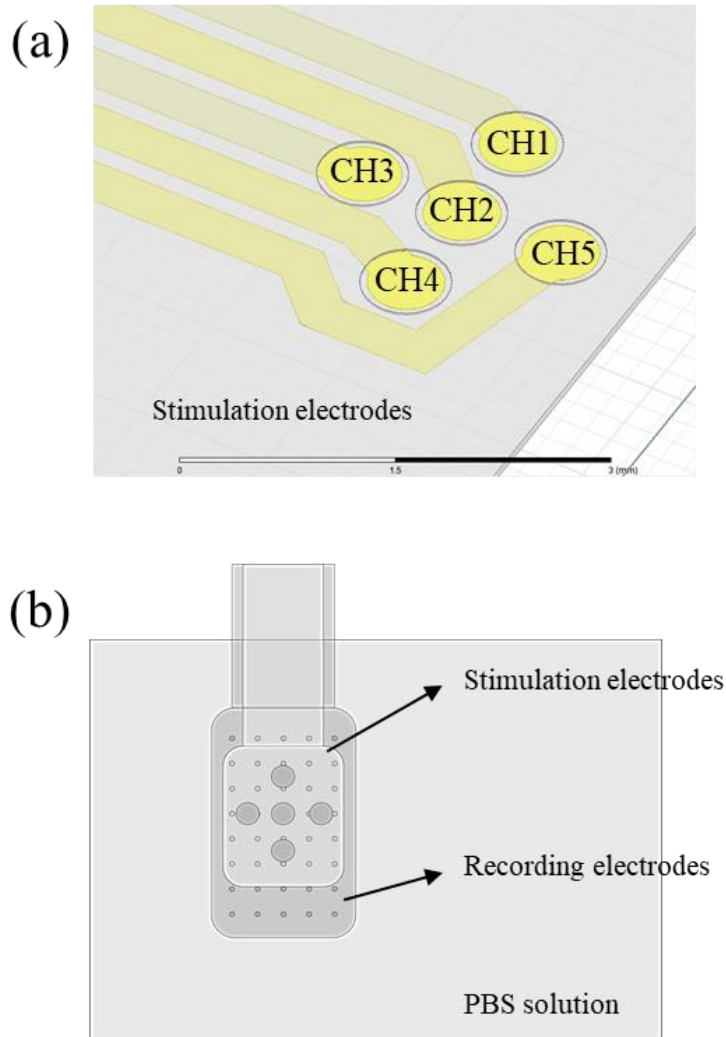 (a)
CH1
CH3
CH2
CH5
CH4
Stimulation electrodes
0 1.5 3 (mm)
(b)
Stimulation electrodes
Recording electrodes
PBS solution